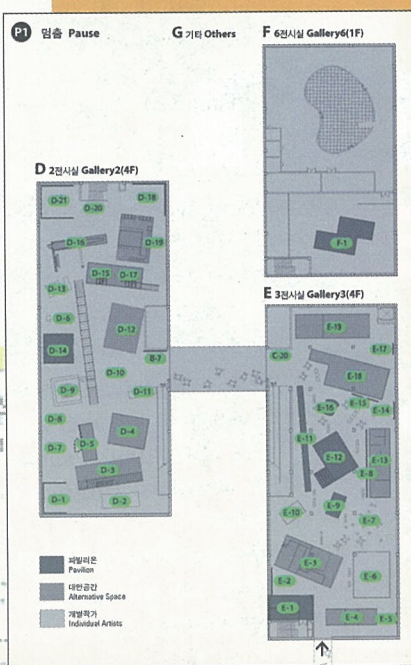 P1 멈춤 Pause
G 기타 Others
F 6전시실 Gallery6(1F)
F-1
D 2전시실 Gallery2(4F)
D-21
D-20
D-18
D-16
D-19
D-15
D-17
D-13
D-6
D-12
D-14
B-7
D-10
D-9
D-11
D-8
D-4
D-7
D-5
D-3
D-1
D-2
E 3전시실 Gallery3(4F)
E-19
C-20
E-17
E-18
E-16
E-15
E-14
E-11
E-12
E-13
E-8
E-9
E-10
E-7
E-3
E-2
E-6
E-1
E-4
E-5
파빌리온
Pavilion
대안공간
Alternative Space
개별작가
Individual Artists